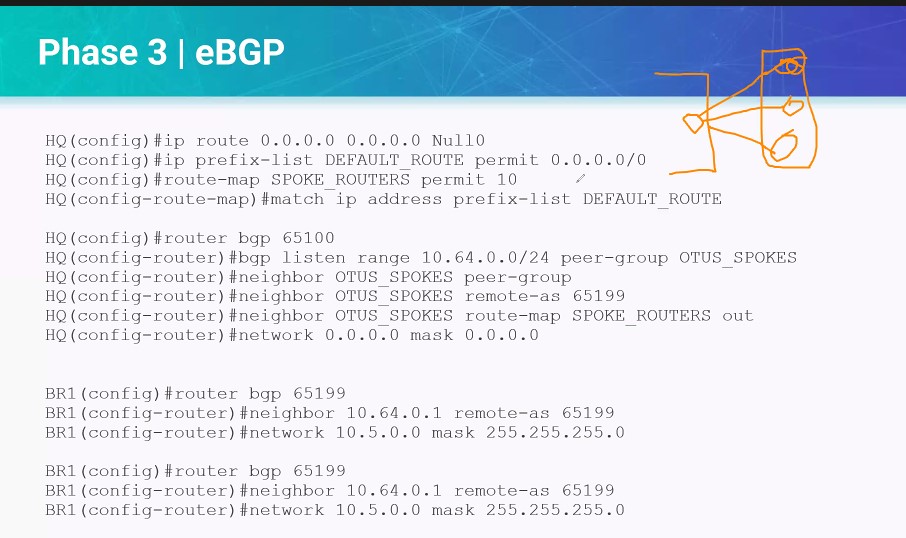 Phase 3 | eBGP
HQ(config)#ip route 0.0.0.0 0.0.0.0 Null0
HQ(config)#ip prefix-list DEFAULT_ROUTE permit 0.0.0.0/0
HQ(config)#route-map SPOKE_ROUTERS permit 10
HQ(config-route-map)#match ip address prefix-list DEFAULT_ROUTE
HQ(config)#router bgp 65100
HQ(config-router)#bgp listen range 10.64.0.0/24 peer-group OTUS_SPOKES
HQ(config-router)#neighbor OTUS_SPOKES peer-group
HQ(config-router)#neighbor OTUS_SPOKES remote-as 65199
HQ(config-router)#neighbor OTUS_SPOKES route-map SPOKE_ROUTERS out
HQ(config-router)#network 0.0.0.0 mask 0.0.0.0
BR1(config)#router bgp 65199
BR1(config-router)#neighbor 10.64.0.1 remote-as 65199
BR1(config-router)#network 10.5.0.0 mask 255.255.255.0
BR1(config)#router bgp 65199
BR1(config-router)#neighbor 10.64.0.1 remote-as 65199
BR1(config-router)#network 10.5.0.0 mask 255.255.255.0